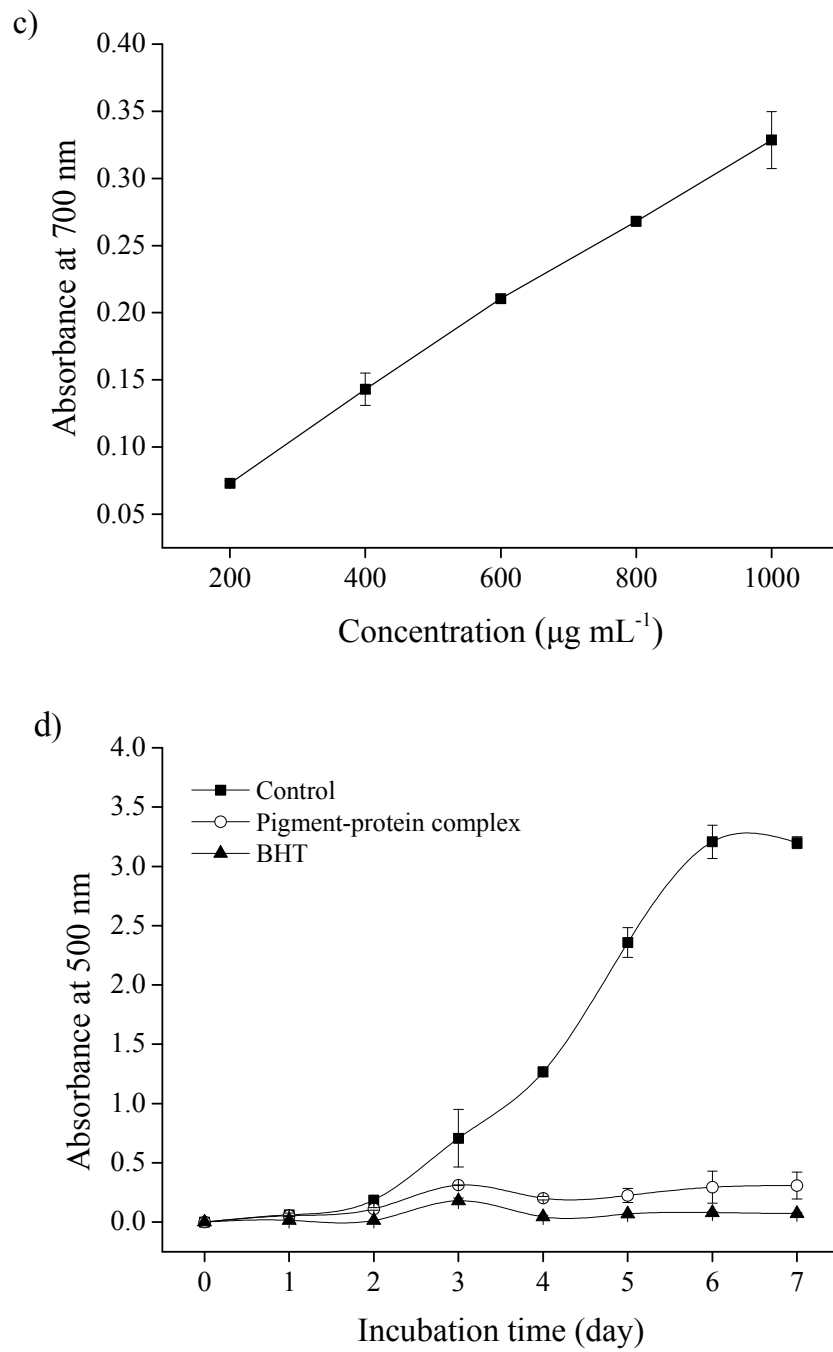 c)
0.40
0.35
0.30
0.25
0.20
0.15
0.10
0.05
Absorbance at 700 nm
200 400 600 800 1000
Concentration (μg mL⁻¹)
d)
4.0
3.5
3.0
2.5
2.0
1.5
1.0
0.5
0.0
Absorbance at 500 nm
Control
Pigment-protein complex
BHT
0 1 2 3 4 5 6 7
Incubation time (day)